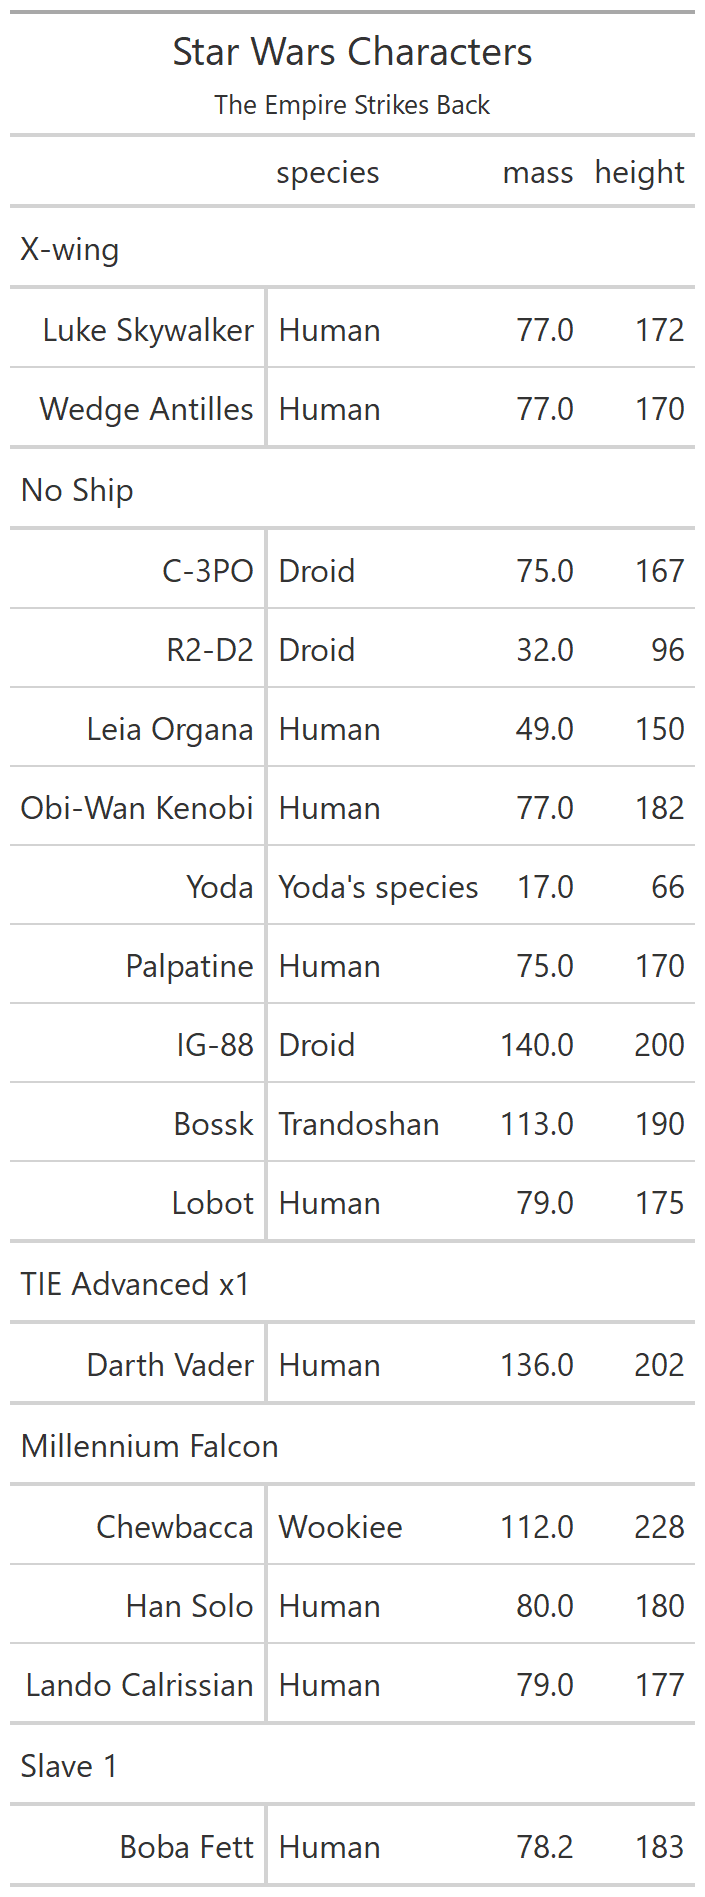 Star Wars Characters
The Empire Strikes Back
species mass height
X-wing
Luke Skywalker Human 77.0 172
Wedge Antilles Human 77.0 170
No Ship
C-3PO Droid 75.0 167
R2-D2 Droid 32.0 96
Leia Organa Human 49.0 150
Obi-Wan Kenobi Human 77.0 182
Yoda Yoda's species 17.0 66
Palpatine Human 75.0 170
IG-88 Droid 140.0 200
Bossk Trandoshan 113.0 190
Lobot Human 79.0 175
TIE Advanced x1
Darth Vader Human 136.0 202
Millennium Falcon
Chewbacca Wookiee 112.0 228
Han Solo Human 80.0 180
Lando Calrissian Human 79.0 177
Slave 1
Boba Fett Human 78.2 183